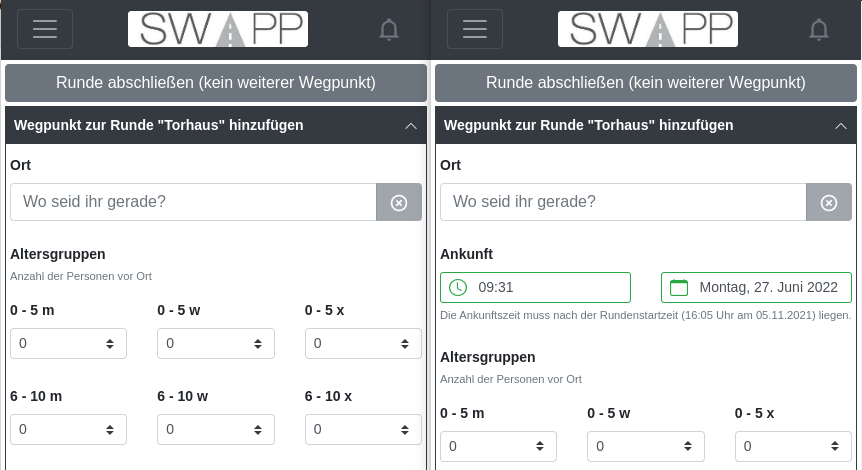 SWAPP
Runde abschließen (kein weiterer Wegpunkt)
Wegpunkt zur Runde "Torhaus" hinzufügen
Ort
Wo seid ihr gerade?
Altersgruppen
Anzahl der Personen vor Ort
0 - 5 m 0 - 5 w 0 - 5 x
0 0 0
6 - 10 m 6 - 10 w 6 - 10 x
0 0 0
SWAPP
Runde abschließen (kein weiterer Wegpunkt)
Wegpunkt zur Runde "Torhaus" hinzufügen
Ort
Wo seid ihr gerade?
Ankunft
09:31 Montag, 27. Juni 2022
Die Ankunftszeit muss nach der Rundenstartzeit (16:05 Uhr am 05.11.2021) liegen.
Altersgruppen
Anzahl der Personen vor Ort
0 - 5 m 0 - 5 w 0 - 5 x
0 0 0